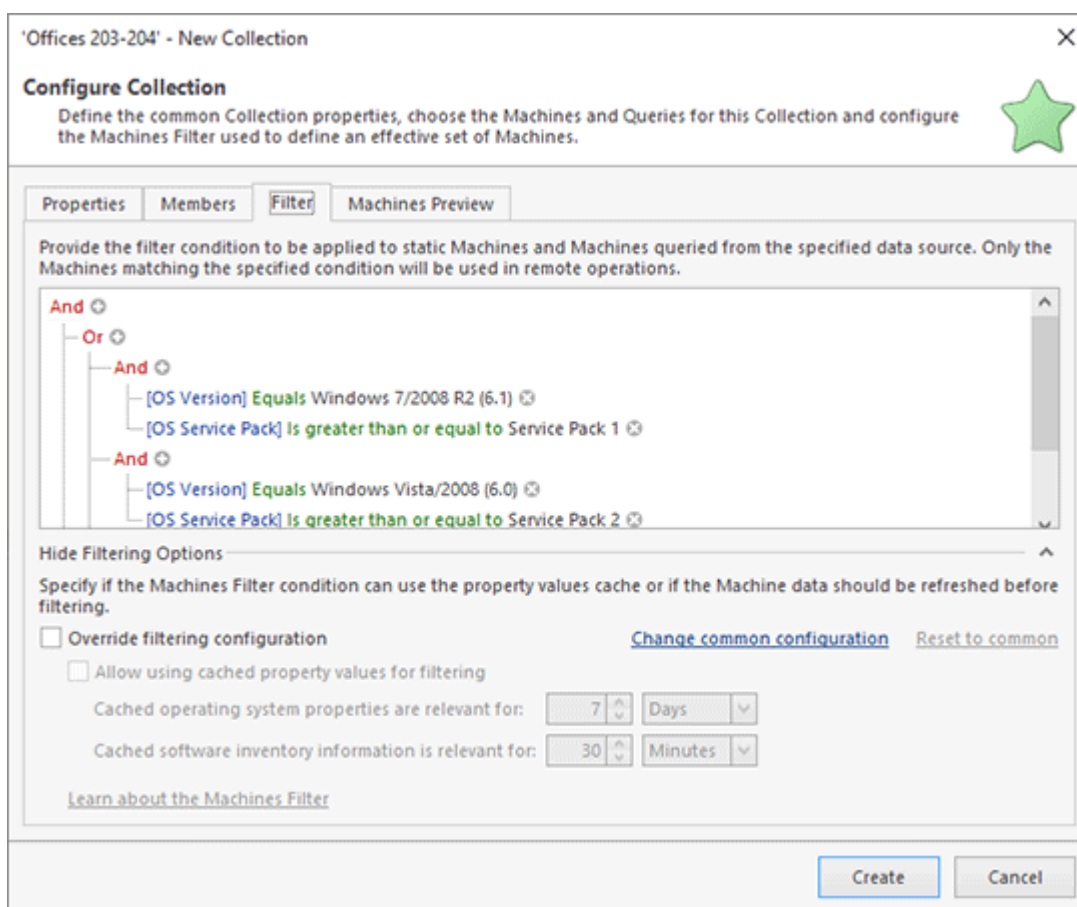 'Offices 203-204' - New Collection
Configure Collection
Define the common Collection properties, choose the Machines and Queries for this Collection and configure
the Machines Filter used to define an effective set of Machines.
Properties Members Filter Machines Preview
Provide the filter condition to be applied to static Machines and Machines queried from the specified data source. Only the
Machines matching the specified condition will be used in remote operations.
And
Or
And
[OS Version] Equals Windows 7/2008 R2 (6.1)
[OS Service Pack] Is greater than or equal to Service Pack 1
And
[OS Version] Equals Windows Vista/2008 (6.0)
[OS Service Pack] Is greater than or equal to Service Pack 2
Hide Filtering Options
Specify if the Machines Filter condition can use the property values cache or if the Machine data should be refreshed before
filtering.
Override filtering configuration Change common configuration Reset to common
Allow using cached property values for filtering
Cached operating system properties are relevant for: 7 Days
Cached software inventory information is relevant for: 30 Minutes
Learn about the Machines Filter
Create Cancel